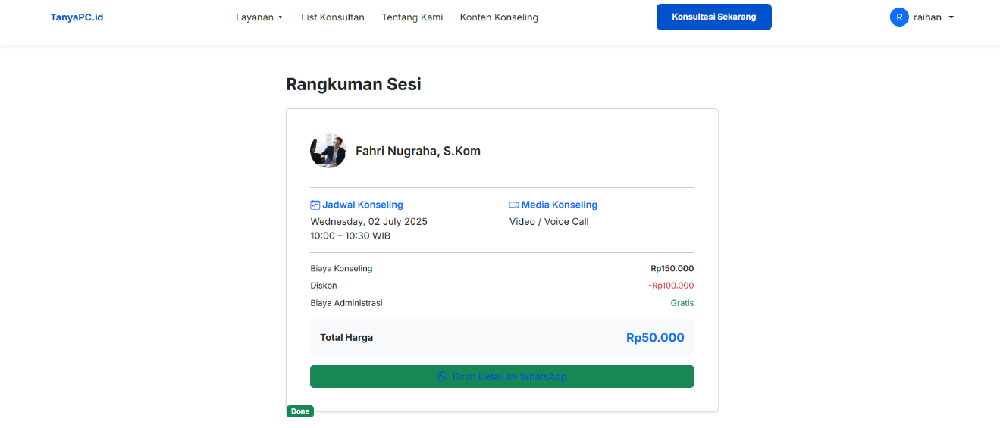 TanyaPC.id
Layanan
List Konsultan
Tentang Kami
Konten Konseling
Konsultasi Sekarang
R
raihan
Rangkuman Sesi
Fahri Nugraha, S.Kom
Jadwal Konseling
Wednesday, 02 July 2025
10:00 – 10:30 WIB
Media Konseling
Video / Voice Call
Biaya Konseling Rp150.000
Diskon -Rp100.000
Biaya Administrasi Gratis
Total Harga Rp50.000
Kirim Detail ke WhatsApp
Done